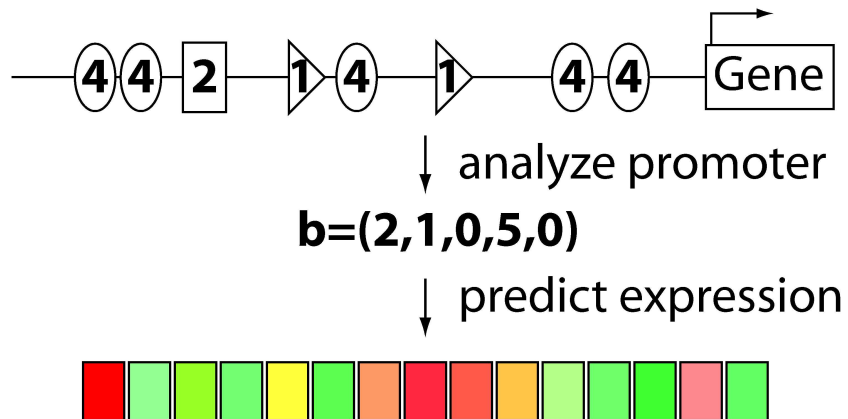 4 4 2 1 4 1 4 4 Gene
analyze promoter
b=(2,1,0,5,0)
predict expression